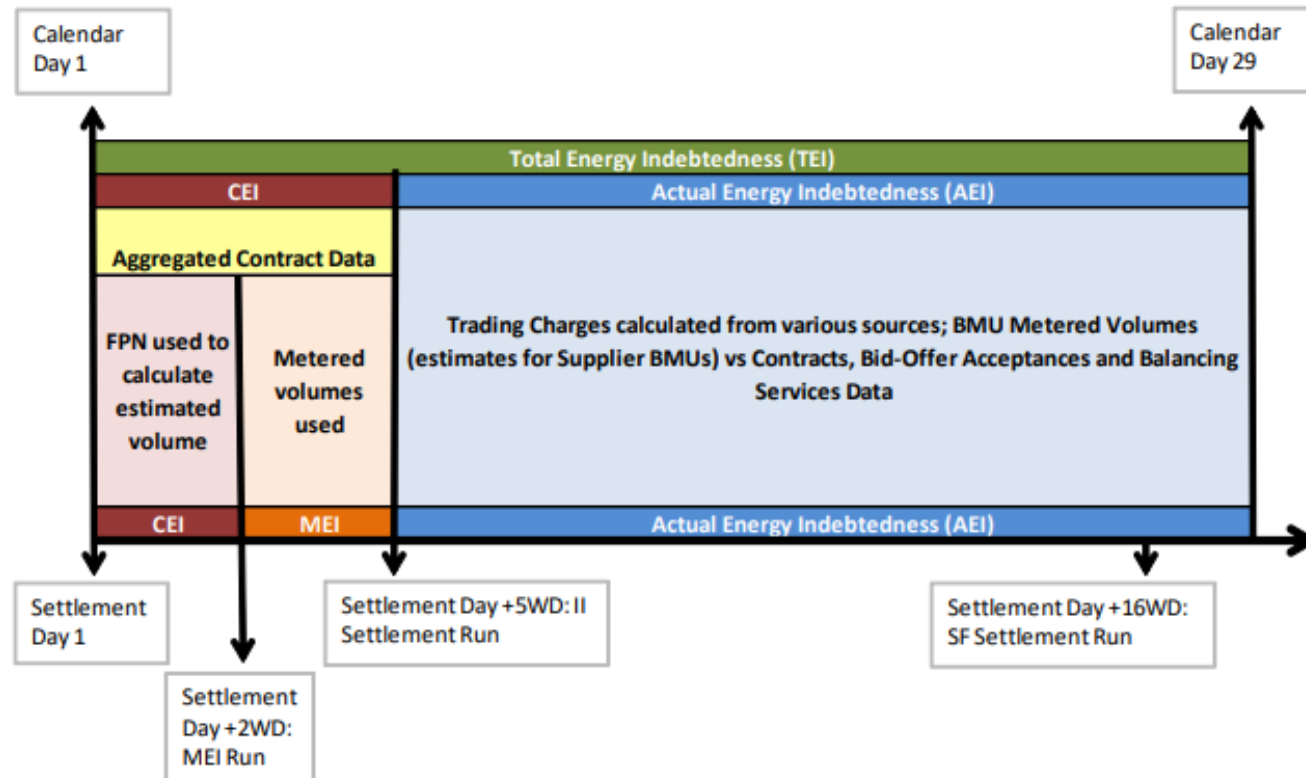 Calendar
Day 1
Calendar
Day 29
Total Energy Indebtedness (TEI)
CEI
Actual Energy Indebtedness (AEI)
Aggregated Contract Data
FPN used to
calculate
estimated
volume
Metered
volumes
used
Trading Charges calculated from various sources; BMU Metered Volumes
(estimates for Supplier BMUs) vs Contracts, Bid-Offer Acceptances and Balancing
Services Data
CEI
MEI
Actual Energy Indebtedness (AEI)
Settlement
Day 1
Settlement
Day +2WD:
MEI Run
Settlement Day +5WD: II
Settlement Run
Settlement Day +16WD:
SF Settlement Run